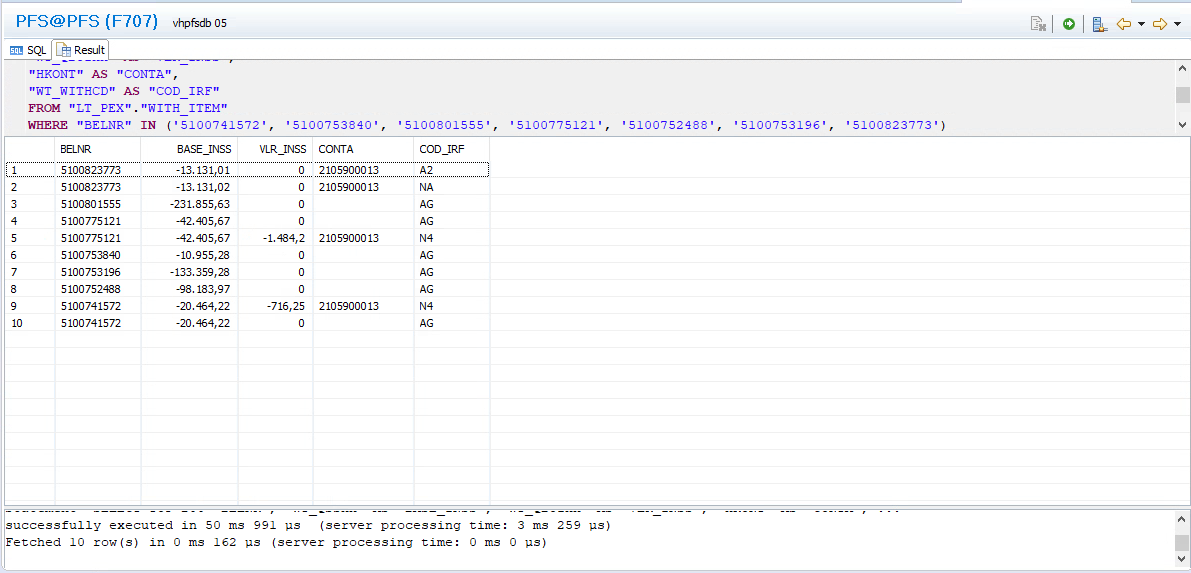 PFS@PFS (F707) vhpfsdb 05
SQL Result
"HKONT" AS "CONTA",
"WT_WITHCD" AS "COD_IRF"
FROM "LT_PEX"."WITH_ITEM"
WHERE "BELNR" IN ('5100741572', '5100753840', '5100801555', '5100775121', '5100752488', '5100753196', '5100823773')
BELNR BASE_INSS VLR_INSS CONTA COD_IRF
1 5100823773 -13.131,01 0 2105900013 A2
2 5100823773 -13.131,02 0 2105900013 NA
3 5100801555 -231.855,63 0 AG
4 5100775121 -42.405,67 0 AG
5 5100775121 -42.405,67 -1.484,2 2105900013 N4
6 5100753840 -10.955,28 0 AG
7 5100753196 -133.359,28 0 AG
8 5100752488 -98.183,97 0 AG
9 5100741572 -20.464,22 -716,25 2105900013 N4
10 5100741572 -20.464,22 0 AG
successfully executed in 50 ms 991 µs (server processing time: 3 ms 259 µs)
Fetched 10 row(s) in 0 ms 162 µs (server processing time: 0 ms 0 µs)